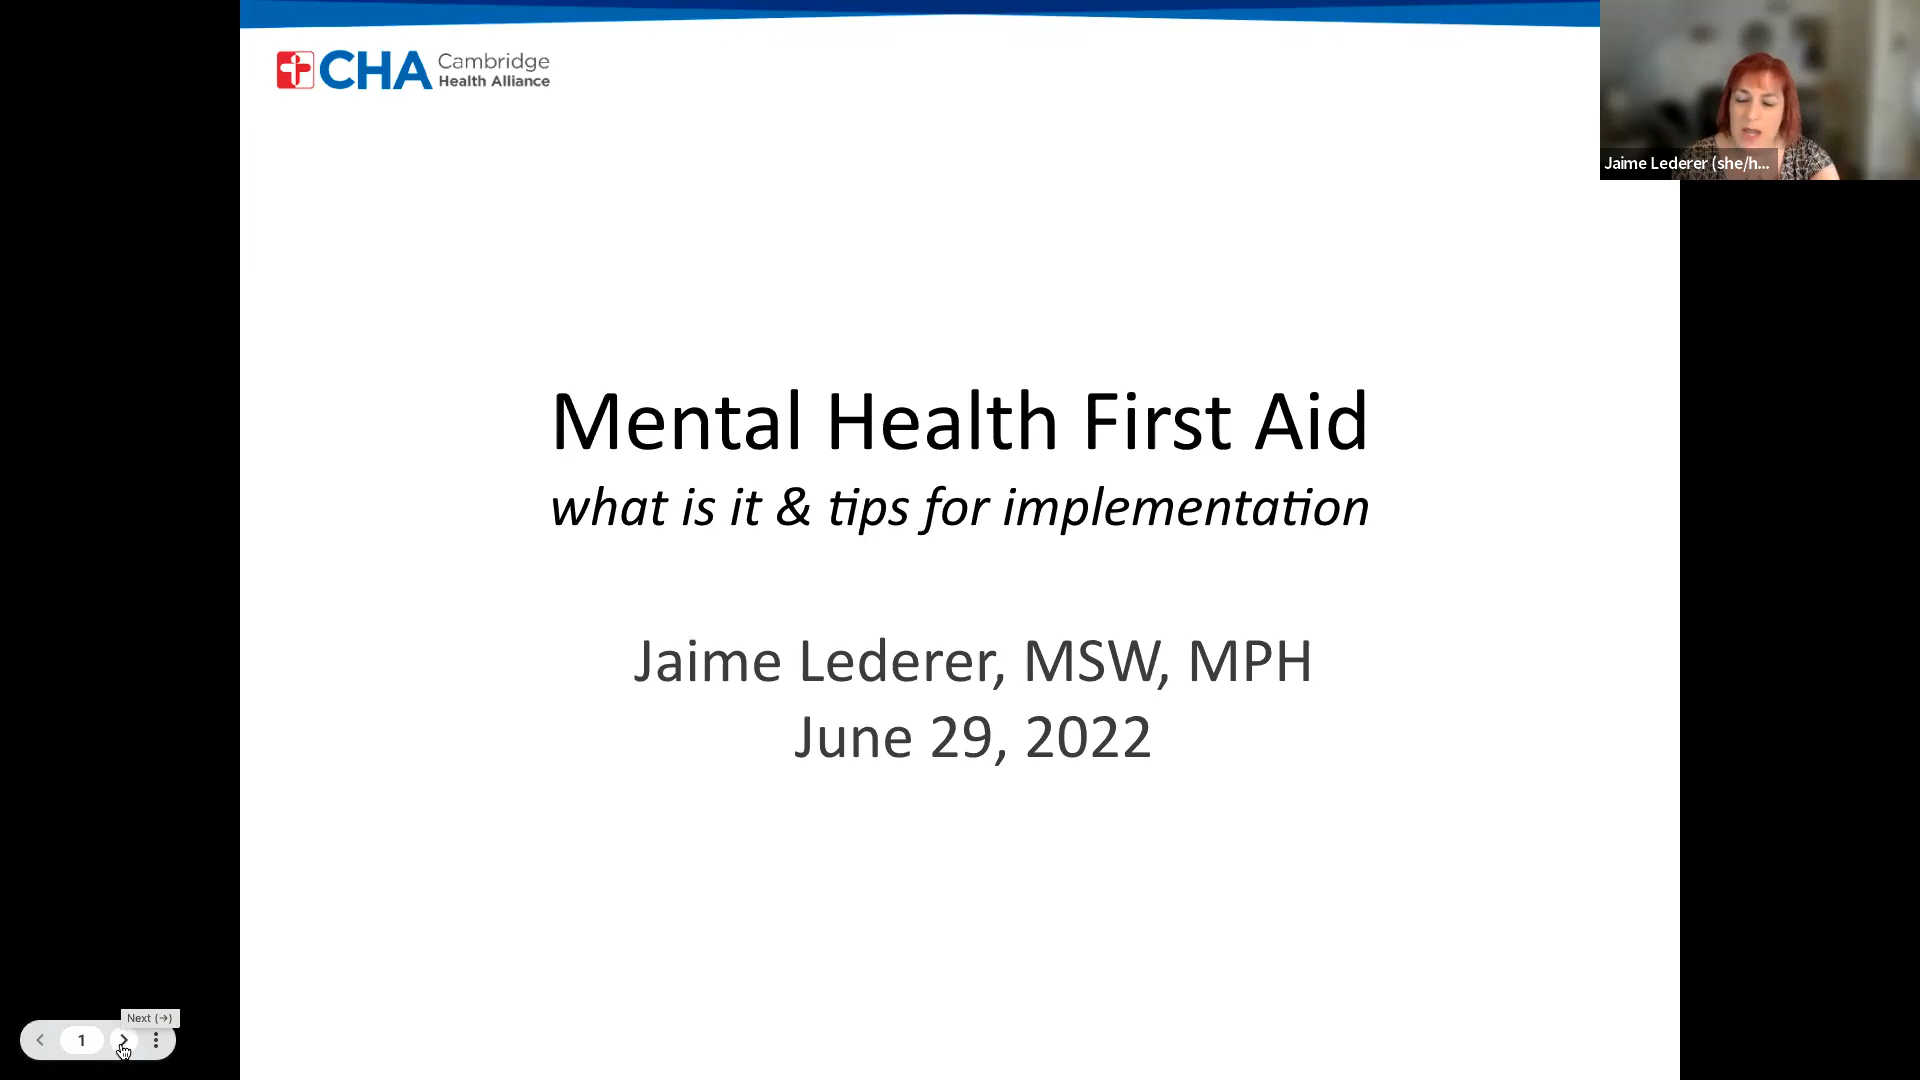 CHA Cambridge
Health Alliance
Jaime Lederer (she/h...
Mental Health First Aid
what is it & tips for implementation
Jaime Lederer, MSW, MPH
June 29, 2022
Next (→)
1